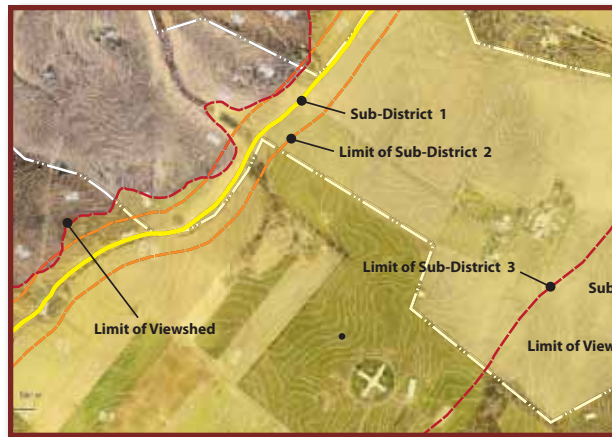 Sub-District 1
Limit of Sub-District 2
Limit of Sub-District 3
Sub
Limit of Viewshed
Limit of View